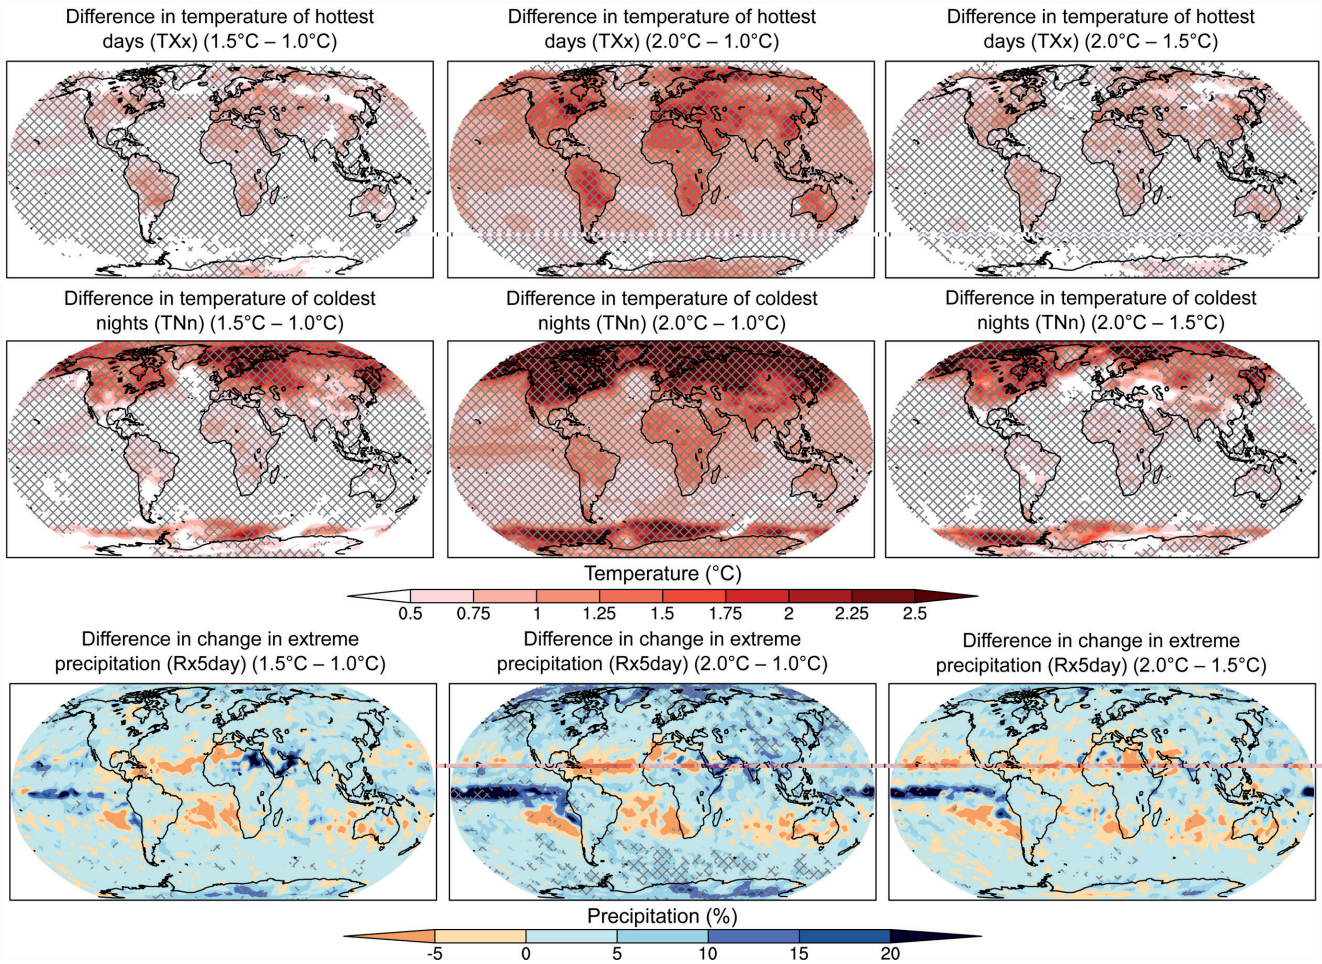 Difference in temperature of hottest
days (TXx) (1.5°C – 1.0°C)
Difference in temperature of hottest
days (TXx) (2.0°C – 1.0°C)
Difference in temperature of hottest
days (TXx) (2.0°C – 1.5°C)
Difference in temperature of coldest
nights (TNn) (1.5°C – 1.0°C)
Difference in temperature of coldest
nights (TNn) (2.0°C – 1.0°C)
Difference in temperature of coldest
nights (TNn) (2.0°C – 1.5°C)
Temperature (°C)
0.5 0.75 1 1.25 1.5 1.75 2 2.25 2.5
Difference in change in extreme
precipitation (Rx5day) (1.5°C – 1.0°C)
Difference in change in extreme
precipitation (Rx5day) (2.0°C – 1.0°C)
Difference in change in extreme
precipitation (Rx5day) (2.0°C – 1.5°C)
Precipitation (%)
-5 0 5 10 15 20